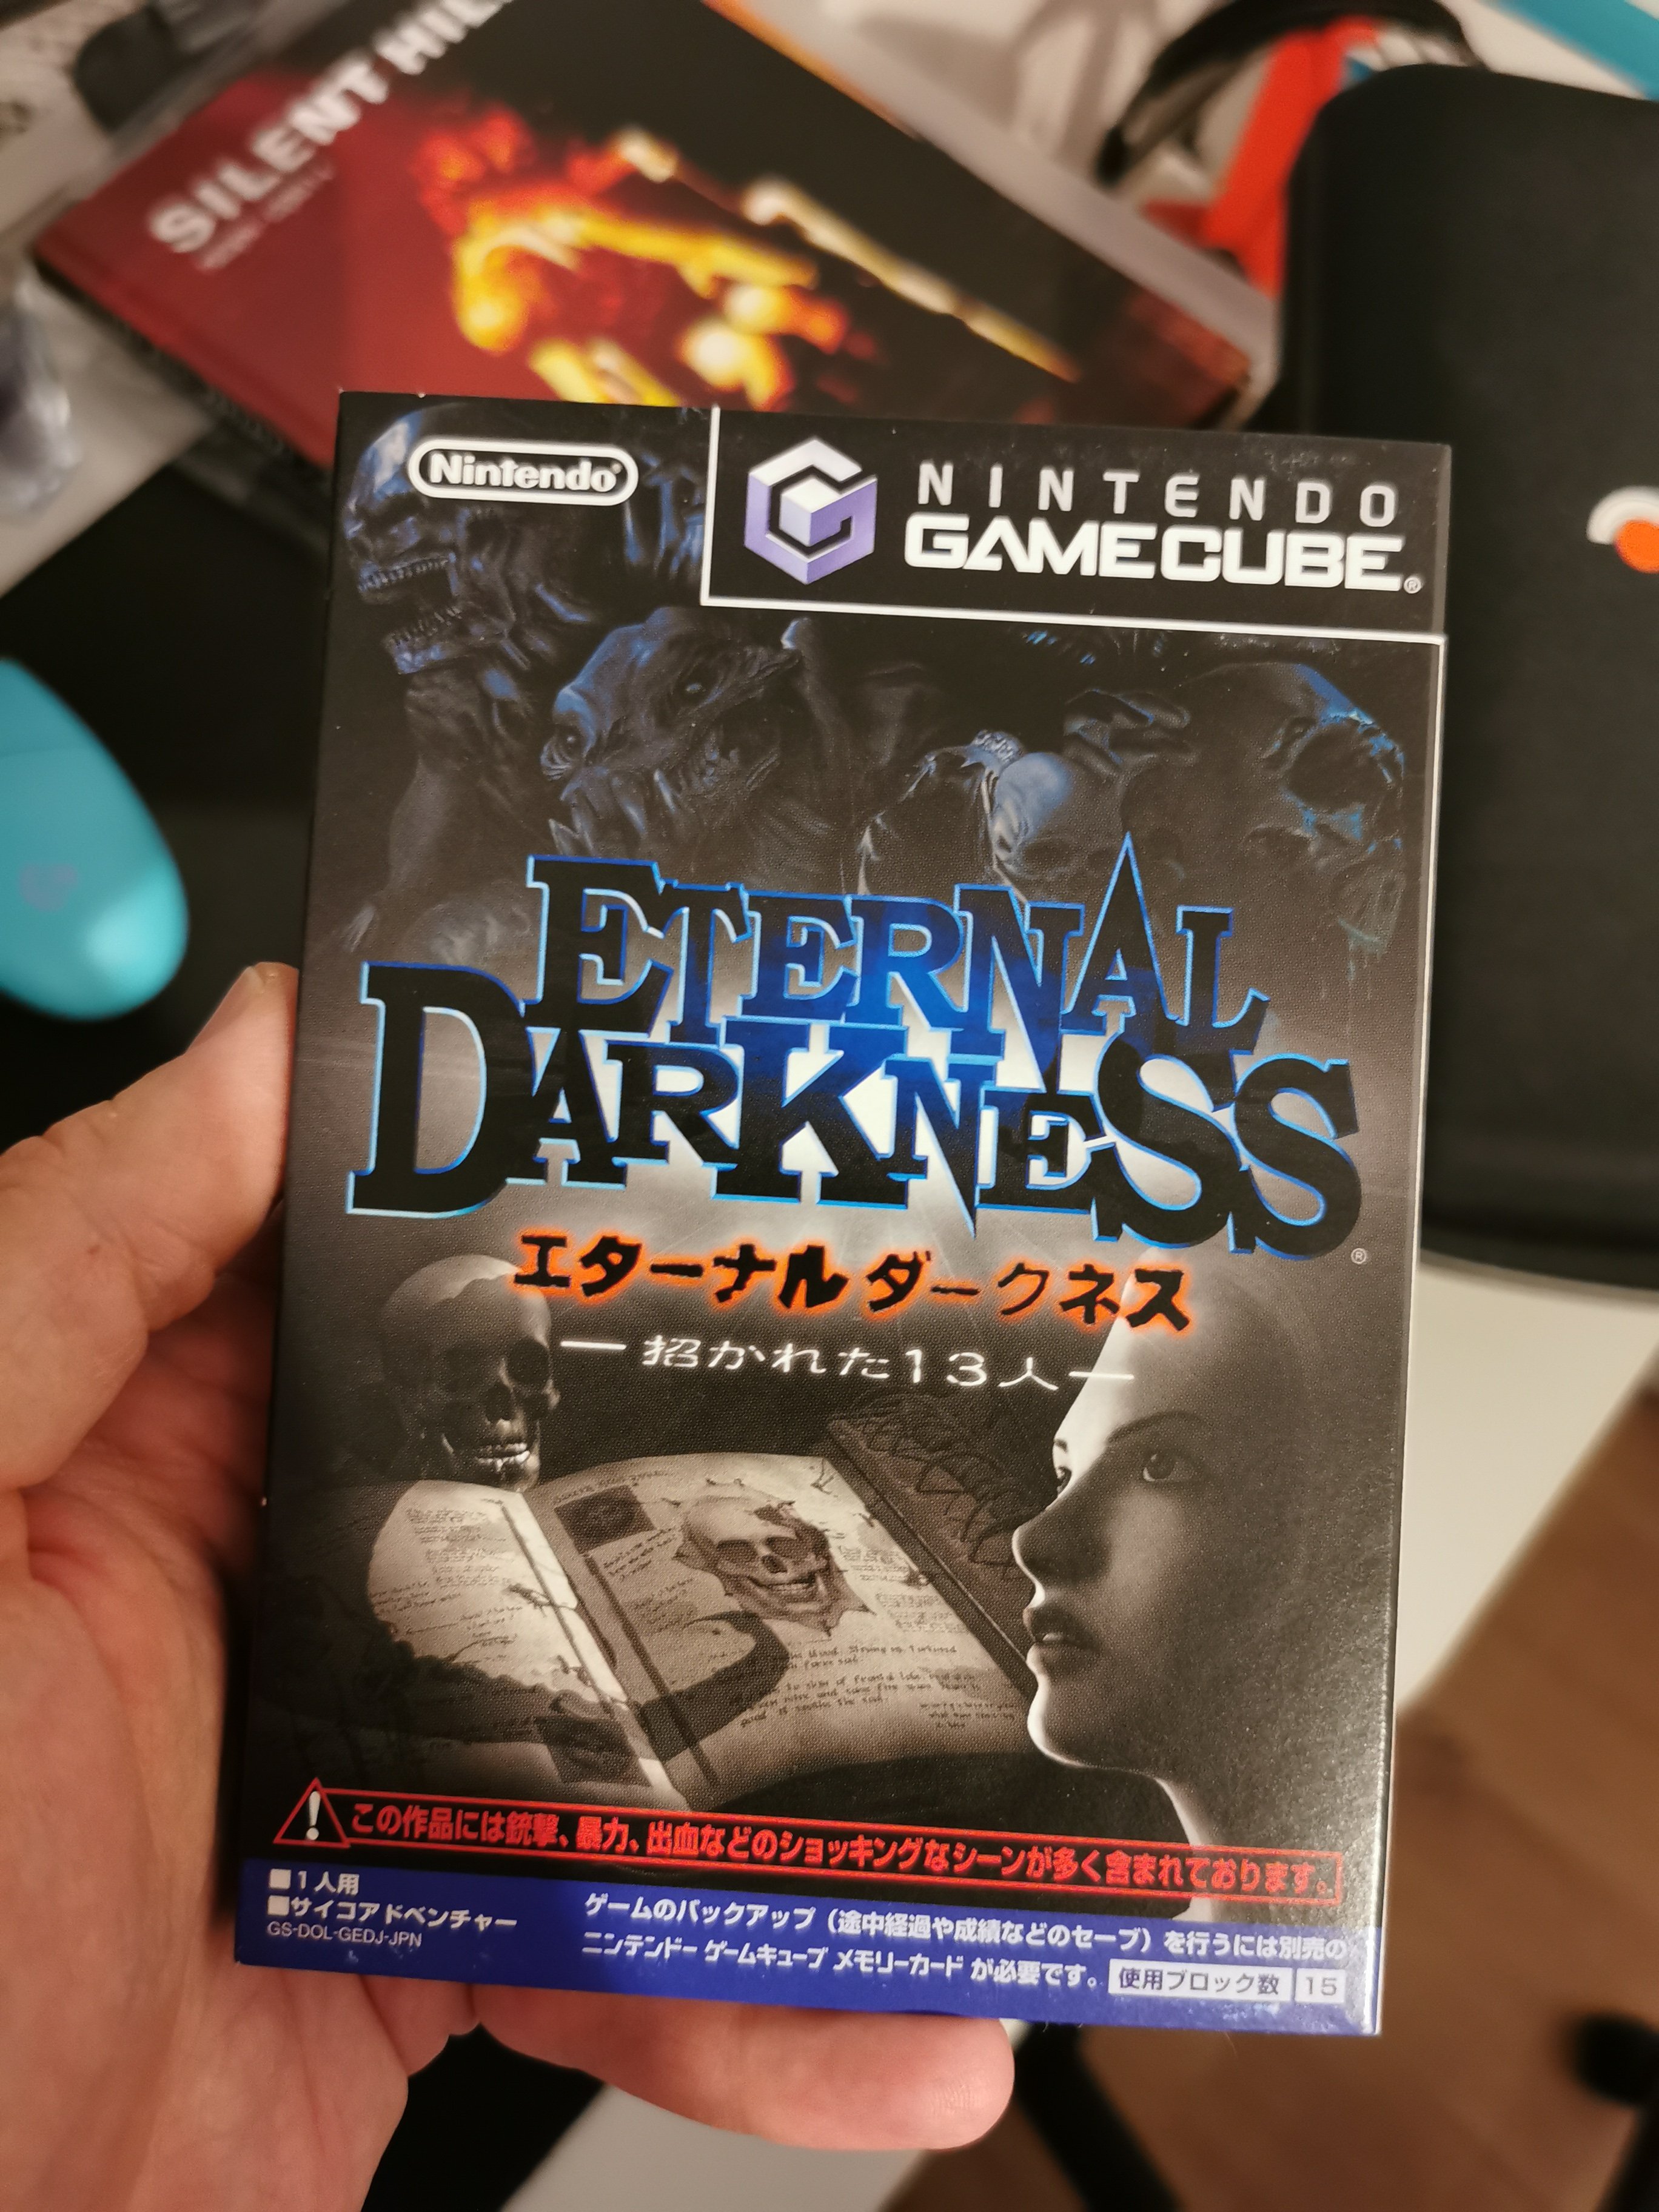 SILENT HILL
Nintendo®
NINTENDO
GAMECUBE®
ETERNAL
DARKNESS®
エターナルダークネス
ー招かれた13人ー
! この作品には銃撃、暴力、出血などのショッキングなシーンが多く含まれております。
■1人用
■サイコアドベンチャー
GS-DOL-GEDJ-JPN
ゲームのバックアップ（途中経過や成績などのセーブ）を行うには別売の
ニンテンドーゲームキューブ メモリーカード が必要です。 使用ブロック数 15